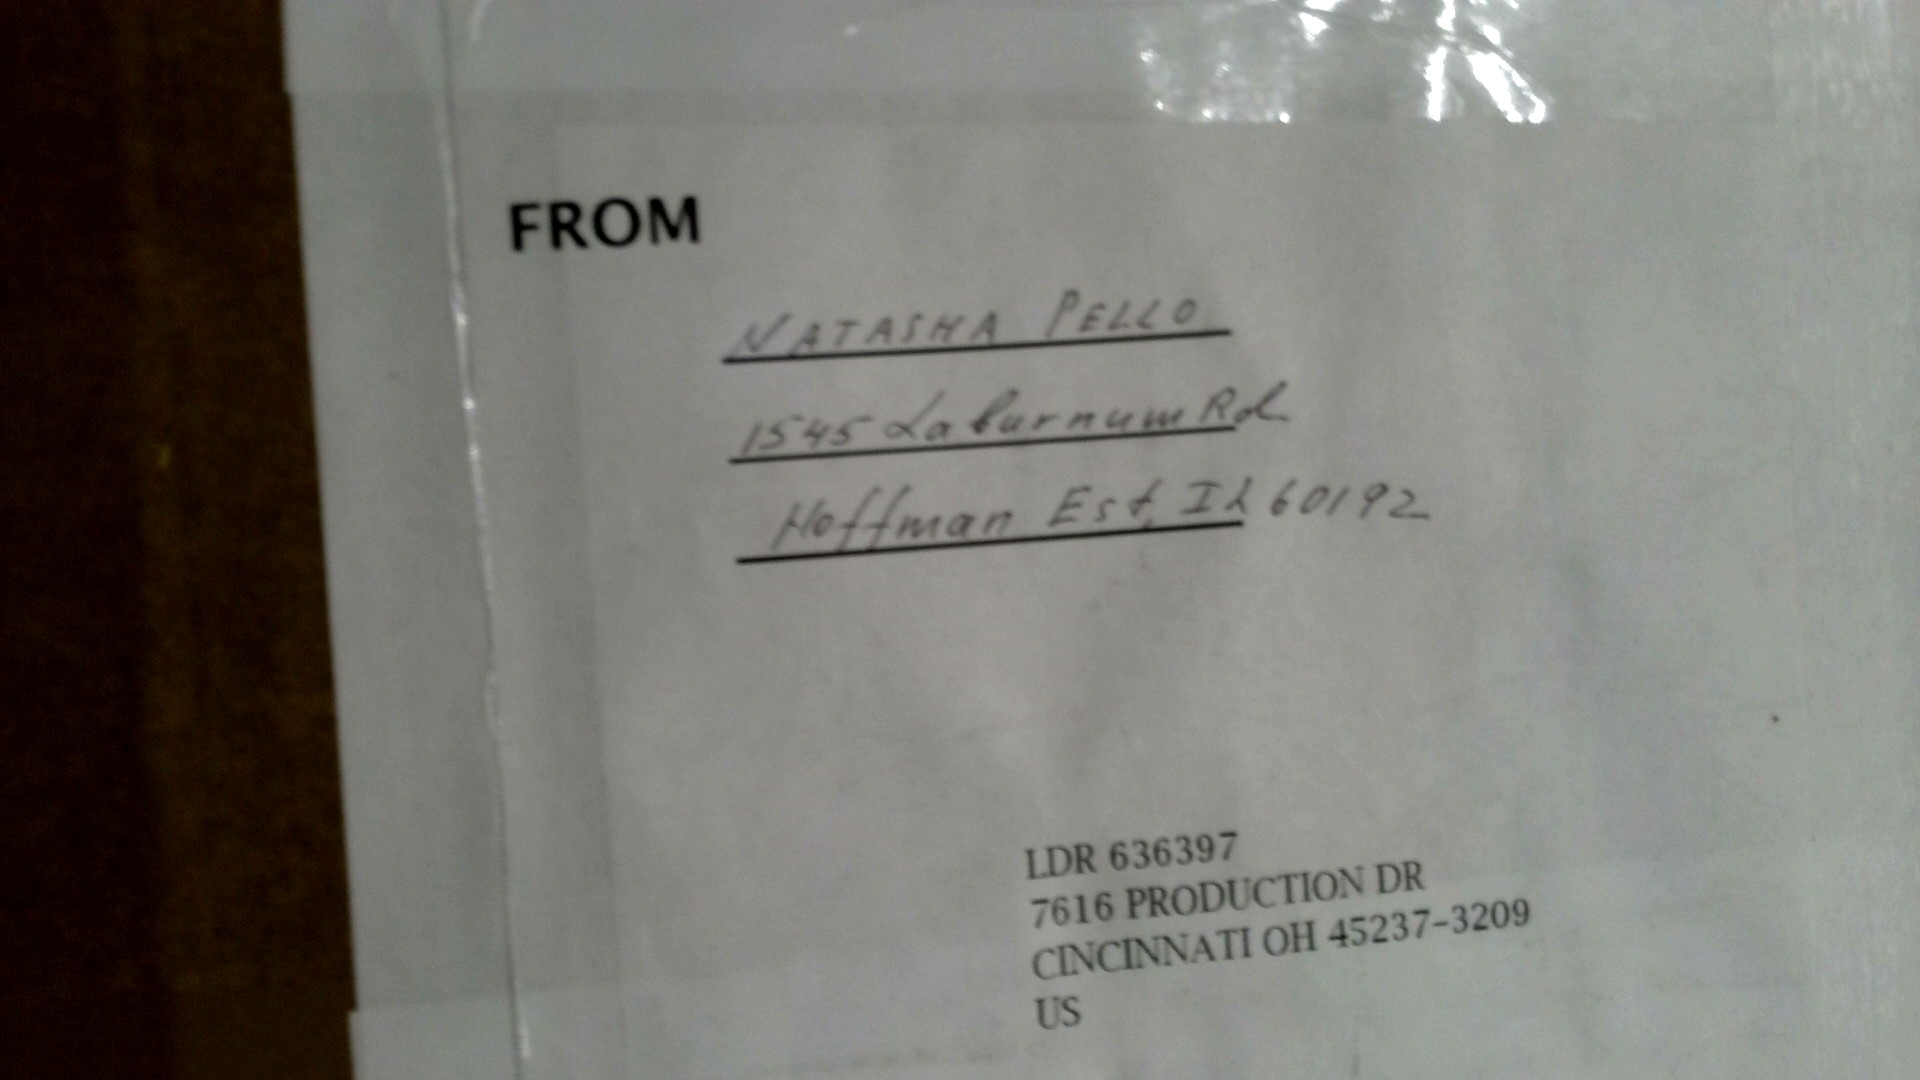 FROM
NATASHA PELLO
1545 Laburnum Rd
Hoffman Est, IL 60192
LDR 636397
7616 PRODUCTION DR
CINCINNATI OH 45237-3209
US